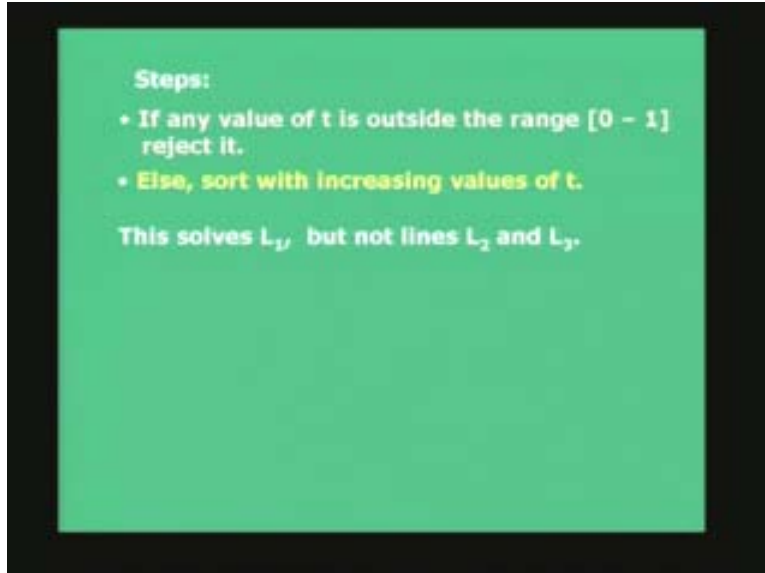 Steps:
• If any value of t is outside the range [0 – 1]
reject it.
• Else, sort with increasing values of t.
This solves L₁, but not lines L₂ and L₃.